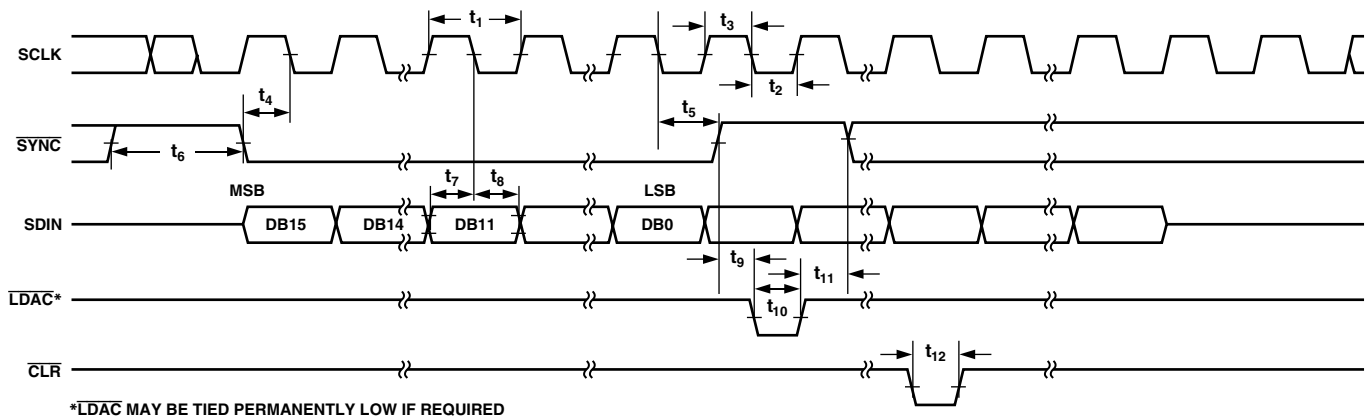 t1 t3
SCLK
t4 t2
t5
SYNC
t6
MSB t7 t8 LSB
SDIN DB15 DB14 DB11 DB0
t9 t11
LDAC*
t10
t12
CLR
*LDAC MAY BE TIED PERMANENTLY LOW IF REQUIRED